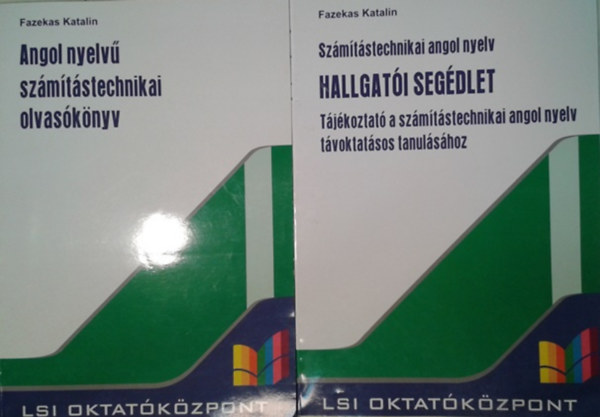 Fazekas Katalin
Angol nyelvű
számítástechnikai
olvasókönyv
LSI OKTATÓKÖZPONT
Fazekas Katalin
Számítástechnikai angol nyelv
HALLGATÓI SEGÉDLET
Tájékoztató a számítástechnikai angol nyelv
távoktatásos tanulásához
LSI OKTATÓKÖZPONT